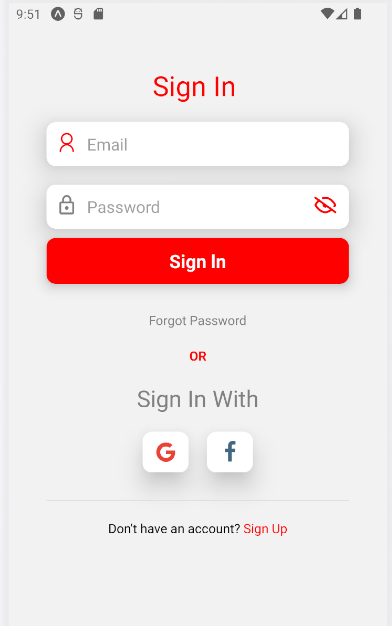 9:51
Sign In
Email
Password
Sign In
Forgot Password
OR
Sign In With
G f
Don't have an account? Sign Up